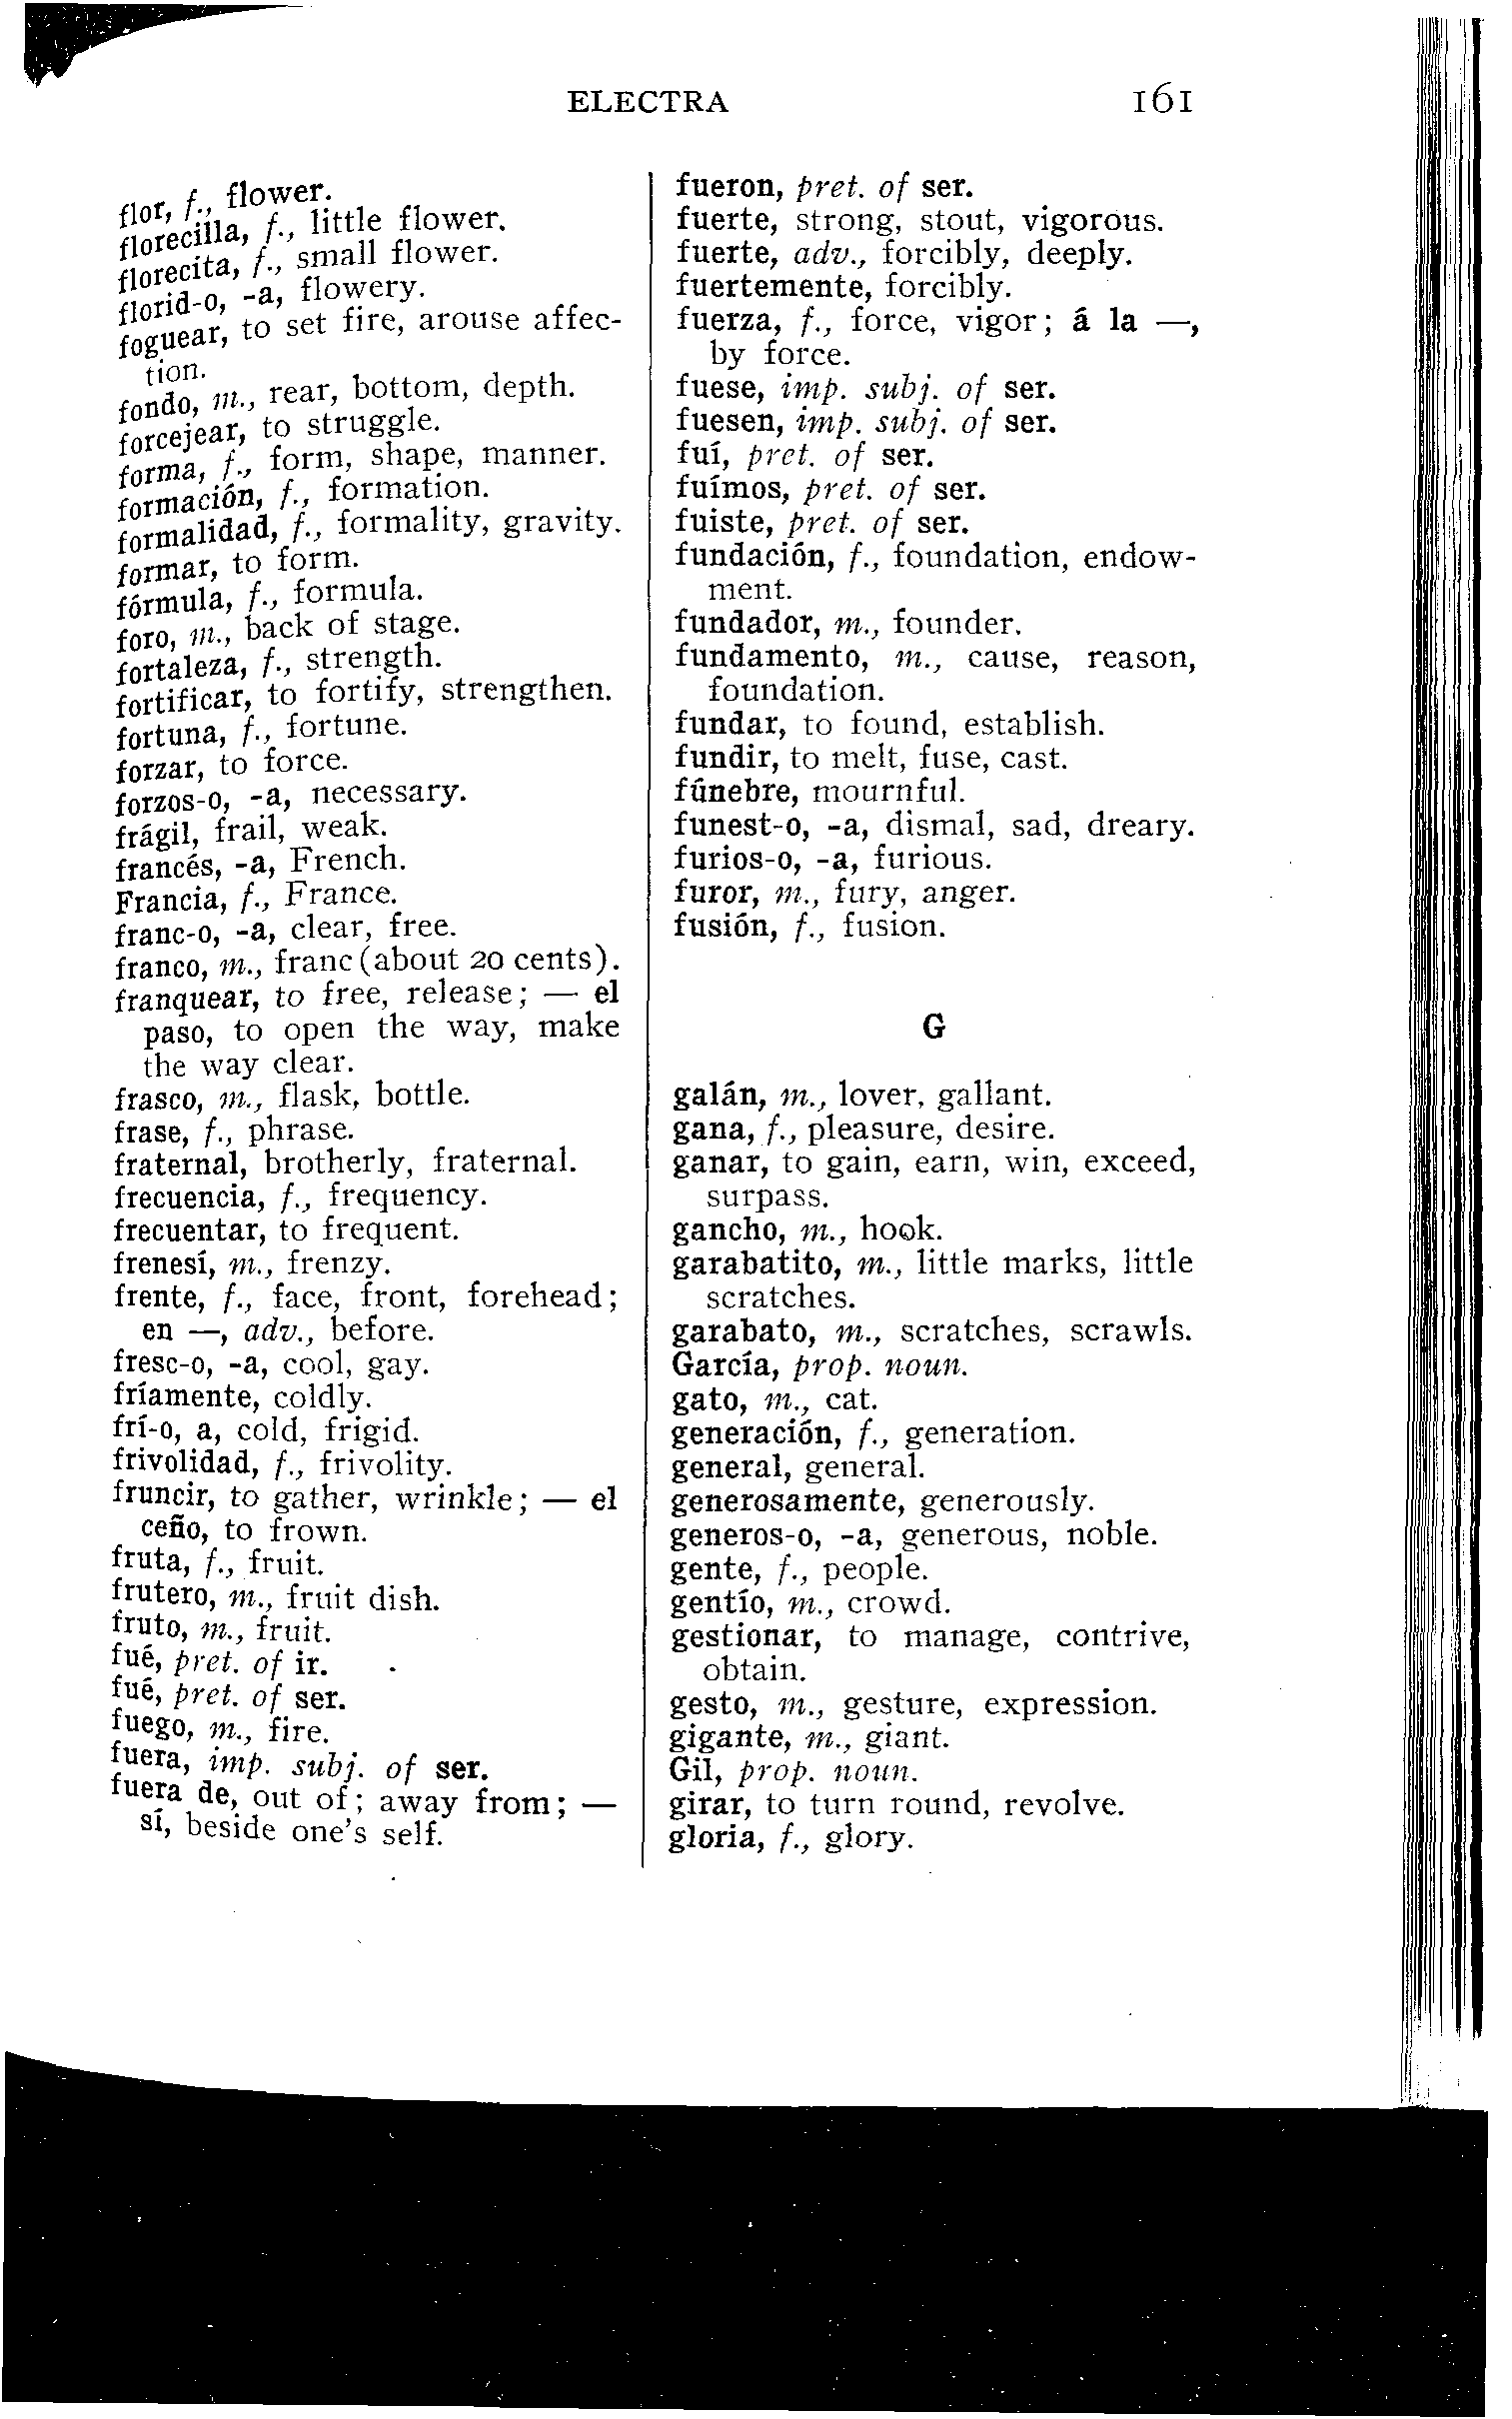 ELECTRA 161
flor, f., flower.
florecilla, f., little flower.
florecita, f., small flower.
florid-o, -a, flowery.
foguear, to set fire, arouse affec-
tion.
fondo, m., rear, bottom, depth.
forcejear, to struggle.
forma, f., form, shape, manner.
formación, f., formation.
formalidad, f., formality, gravity.
formar, to form.
fórmula, f., formula.
foro, m., back of stage.
fortaleza, f., strength.
fortificar, to fortify, strengthen.
fortuna, f., fortune.
forzar, to force.
forzos-o, -a, necessary.
frágil, frail, weak.
francés, -a, French.
Francia, f., France.
franc-o, -a, clear, free.
franco, m., franc (about 20 cents).
franquear, to free, release; — el
paso, to open the way, make
the way clear.
frasco, m., flask, bottle.
frase, f., phrase.
fraternal, brotherly, fraternal.
frecuencia, f., frequency.
frecuentar, to frequent.
frenesí, m., frenzy.
frente, f., face, front, forehead;
en —, adv., before.
fresc-o, -a, cool, gay.
fríamente, coldly.
frí-o, a, cold, frigid.
frivolidad, f., frivolity.
fruncir, to gather, wrinkle; — el
ceño, to frown.
fruta, f., fruit.
frutero, m., fruit dish.
fruto, m., fruit.
fué, pret. of ir.
fué, pret. of ser.
fuego, m., fire.
fuera, imp. subj. of ser.
fuera de, out of; away from; —
sí, beside one's self.
fueron, pret. of ser.
fuerte, strong, stout, vigorous.
fuerte, adv., forcibly, deeply.
fuertemente, forcibly.
fuerza, f., force, vigor; á la —,
by force.
fuese, imp. subj. of ser.
fuesen, imp. subj. of ser.
fuí, pret. of ser.
fuímos, pret. of ser.
fuiste, pret. of ser.
fundación, f., foundation, endow-
ment.
fundador, m., founder.
fundamento, m., cause, reason,
foundation.
fundar, to found, establish.
fundir, to melt, fuse, cast.
fúnebre, mournful.
funest-o, -a, dismal, sad, dreary.
furios-o, -a, furious.
furor, m., fury, anger.
fusión, f., fusion.
G
galán, m., lover, gallant.
gana, f., pleasure, desire.
ganar, to gain, earn, win, exceed,
surpass.
gancho, m., hook.
garabatito, m., little marks, little
scratches.
garabato, m., scratches, scrawls.
García, prop. noun.
gato, m., cat.
generación, f., generation.
general, general.
generosamente, generously.
generos-o, -a, generous, noble.
gente, f., people.
gentío, m., crowd.
gestionar, to manage, contrive,
obtain.
gesto, m., gesture, expression.
gigante, m., giant.
Gil, prop. noun.
girar, to turn round, revolve.
gloria, f., glory.